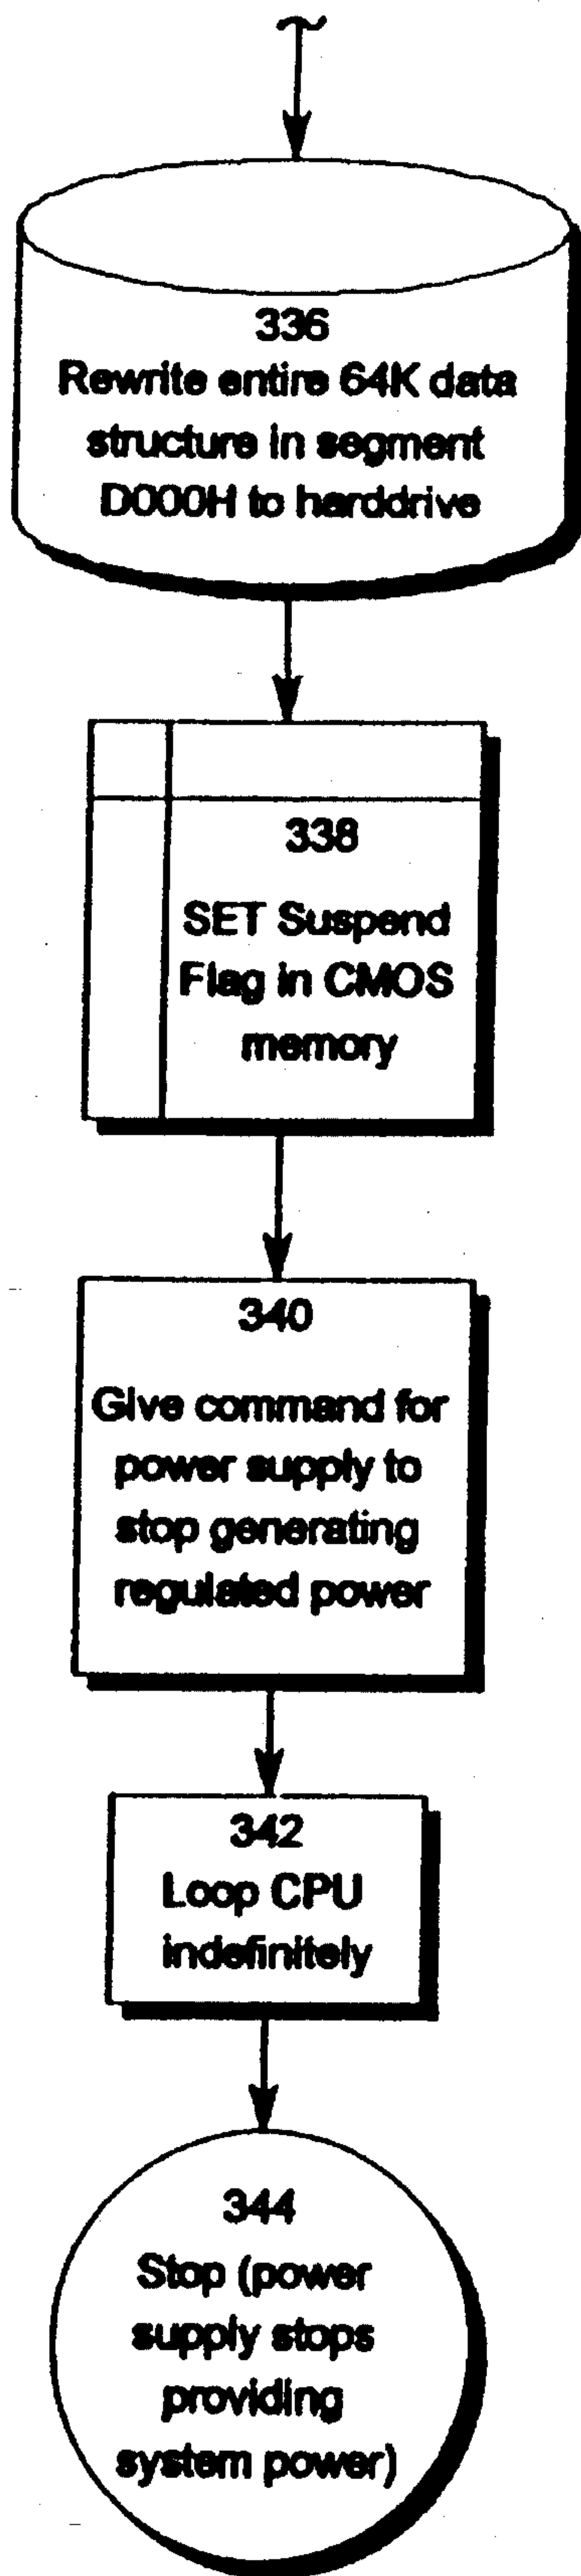 336
Rewrite entire 64K data
structure in segment
D000H to harddrive
338
SET Suspend
Flag in CMOS
memory
340
Give command for
power supply to
stop generating
regulated power
342
Loop CPU
indefinitely
344
Stop (power
supply stops
providing
system power)